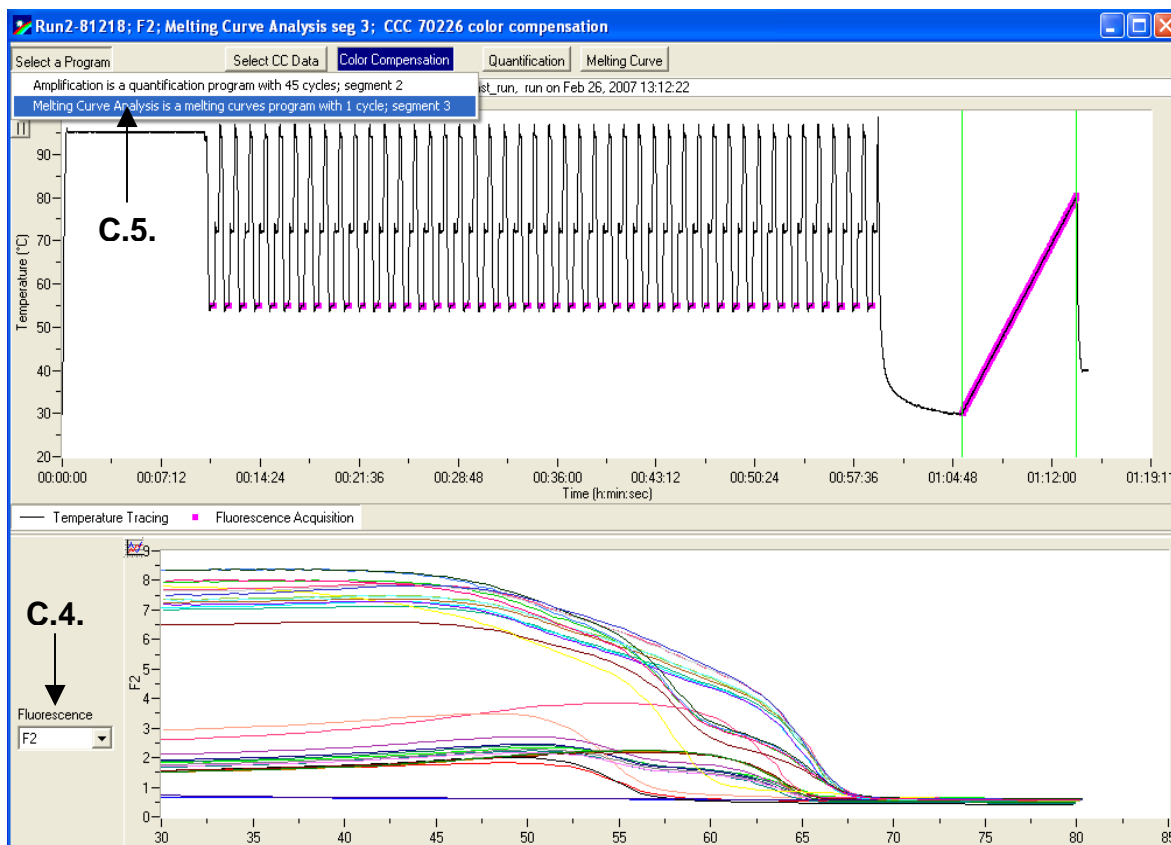 Run2-81218; F2; Melting Curve Analysis seg 3; CCC 70226 color compensation
Select a Program
Select CC Data
Color Compensation
Quantification
Melting Curve
Amplification is a quantification program with 45 cycles; segment 2
st_run, run on Feb 26, 2007 13:12:22
Melting Curve Analysis is a melting curves program with 1 cycle; segment 3
C.5.
Temperature (°C)
90
80
70
60
50
40
30
20
00:00:00 00:07:12 00:14:24 00:21:36 00:28:48 00:36:00 00:43:12 00:50:24 00:57:36 01:04:48 01:12:00 01:19:1
Time (h:min:sec)
Temperature Tracing
Fluorescence Acquisition
C.4.
Fluorescence
F2
F2
9
8
7
6
5
4
3
2
1
0
30 35 40 45 50 55 60 65 70 75 80 85